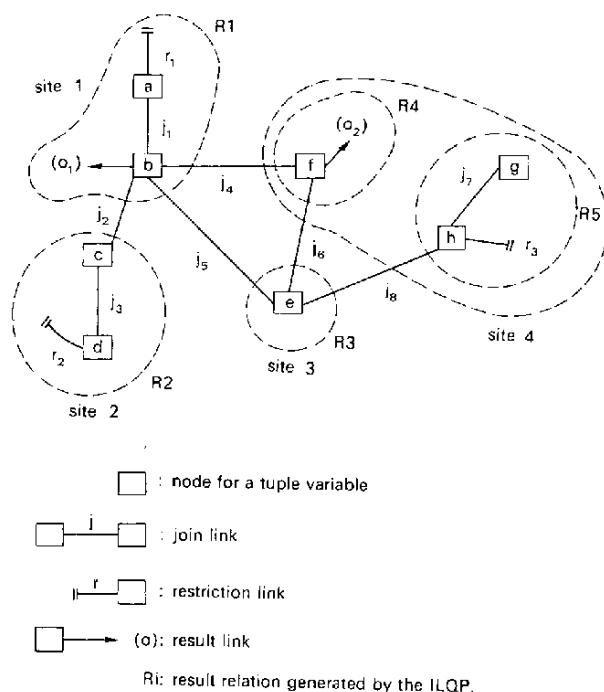 R1
r1
site 1
a
R4
j1
(o2)
(o1)
b
f
g
j4
j7
R5
j2
h
r3
c
j5
j6
j3
e
j8
d
r2
R3
site 4
R2
site 3
site 2
: node for a tuple variable
j
: join link
r
: restriction link
(o): result link
Ri: result relation generated by the ILQP.